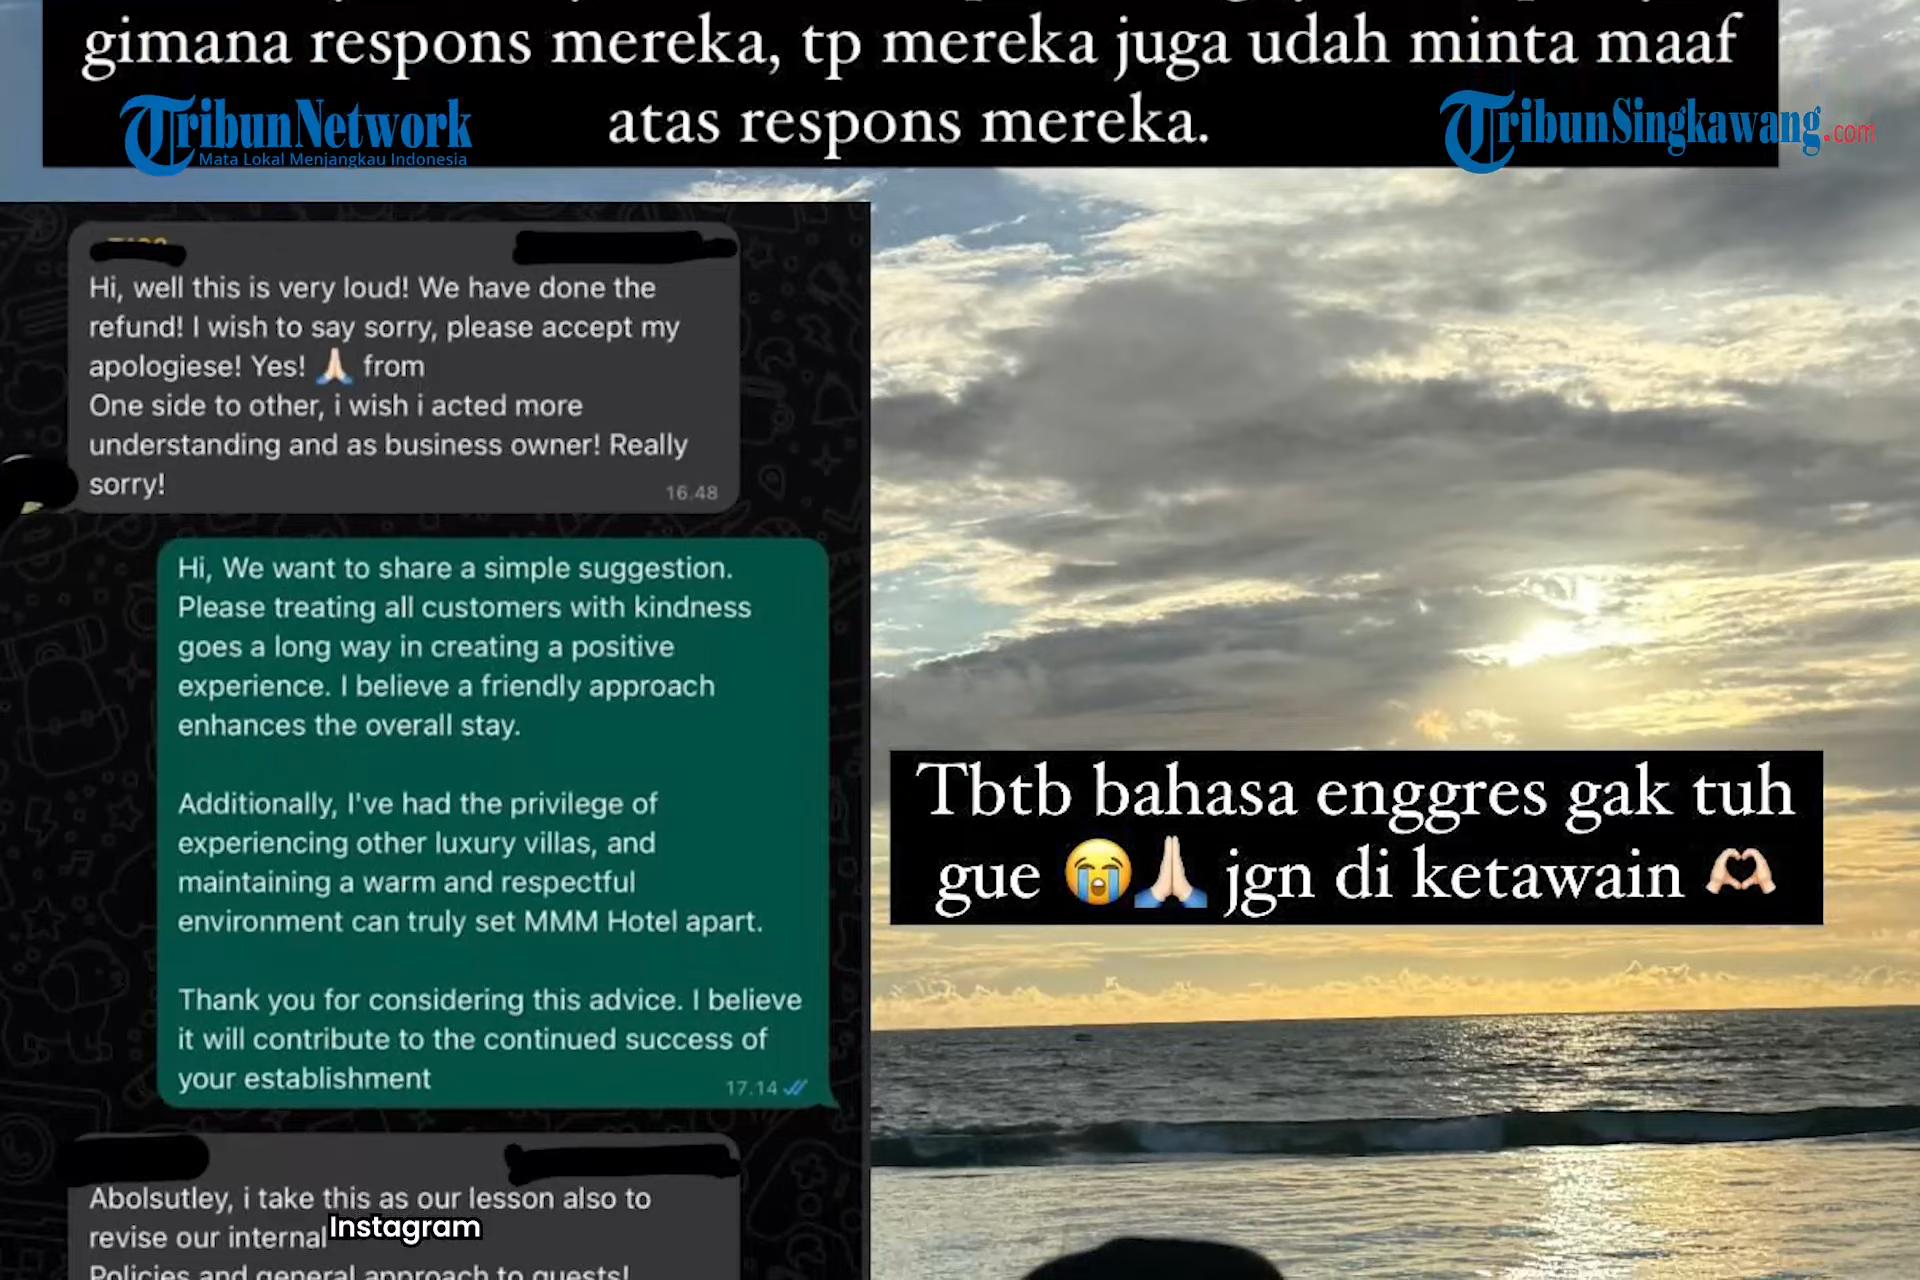 gimana respons mereka, tp mereka juga udah minta maaf
atas respons mereka.
TribunNetwork
Mata Lokal Menjangkau Indonesia
TribunSingkawang.com
Hi, well this is very loud! We have done the
refund! I wish to say sorry, please accept my
apologiese! Yes! 🙏🏻 from
One side to other, i wish i acted more
understanding and as business owner! Really
sorry!
16.48
Hi, We want to share a simple suggestion.
Please treating all customers with kindness
goes a long way in creating a positive
experience. I believe a friendly approach
enhances the overall stay.
Additionally, I've had the privilege of
experiencing other luxury villas, and
maintaining a warm and respectful
environment can truly set MMM Hotel apart.
Thank you for considering this advice. I believe
it will contribute to the continued success of
your establishment
17.14
Tbtb bahasa enggres gak tuh
gue 😭🙏🏻 jgn di ketawain 🫶🏻
Abolsutley, i take this as our lesson also to
revise our internal
Instagram
Policies and general approach to guests!